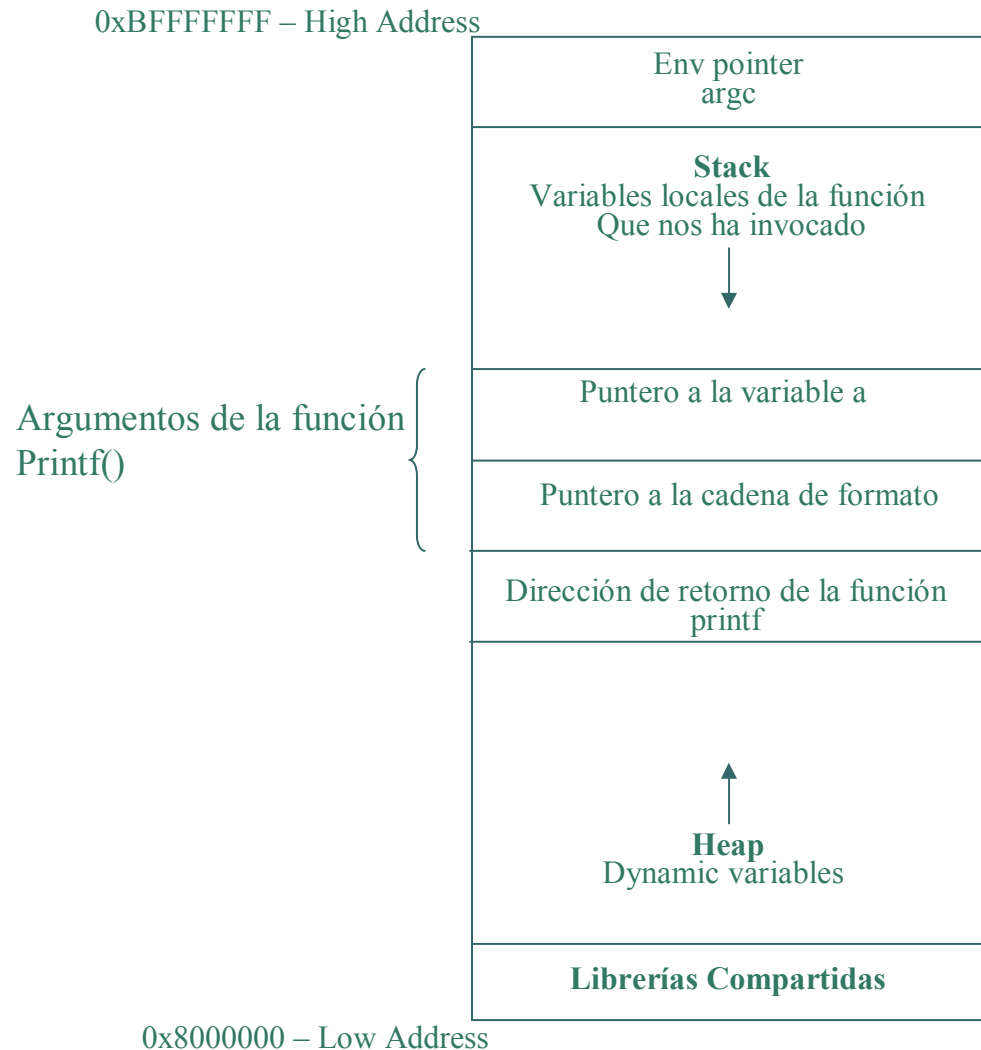 0xBFFFFFFF – High Address
Env pointer
argc
Stack
Variables locales de la función
Que nos ha invocado
Argumentos de la función
Printf()
Puntero a la variable a
Puntero a la cadena de formato
Dirección de retorno de la función
printf
Heap
Dynamic variables
Librerías Compartidas
0x8000000 – Low Address